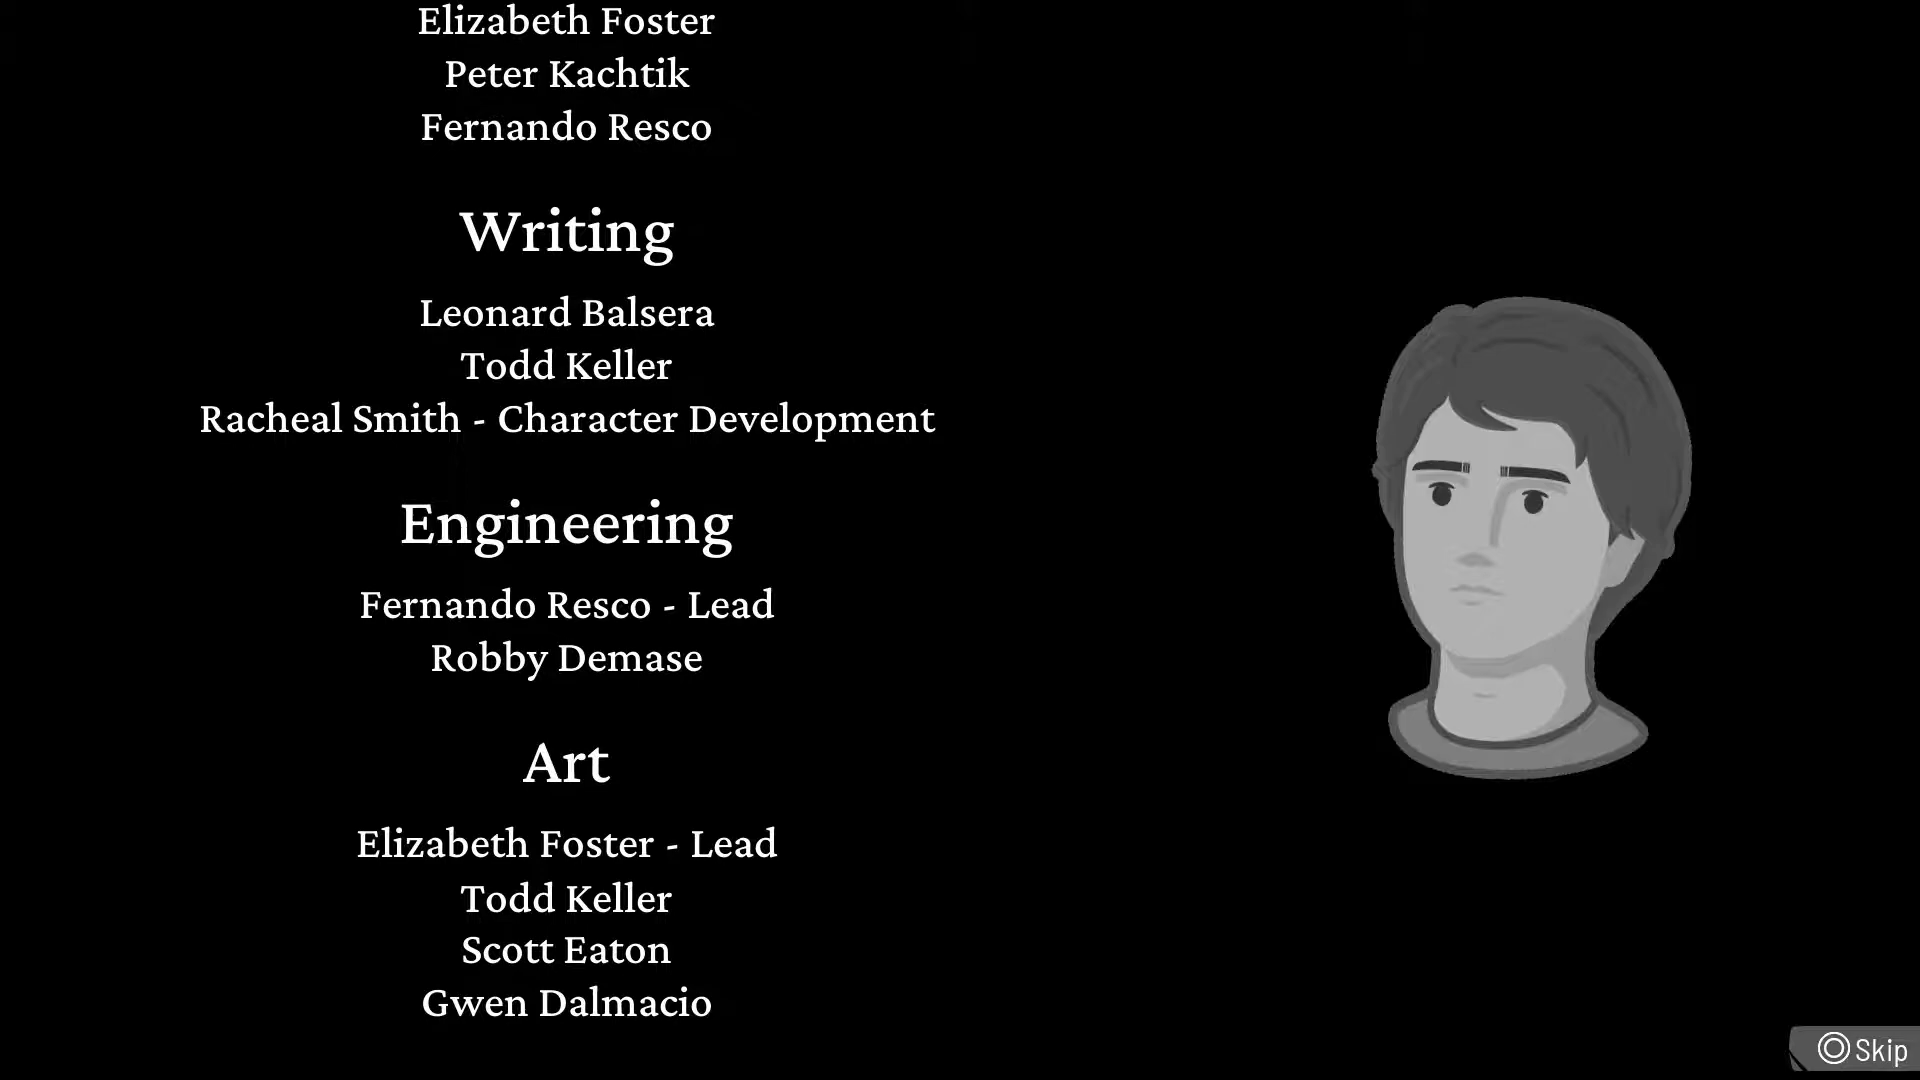 Elizabeth Foster
Peter Kachtik
Fernando Resco
Writing
Leonard Balsera
Todd Keller
Racheal Smith - Character Development
Engineering
Fernando Resco - Lead
Robby Demase
Art
Elizabeth Foster - Lead
Todd Keller
Scott Eaton
Gwen Dalmacio
Skip